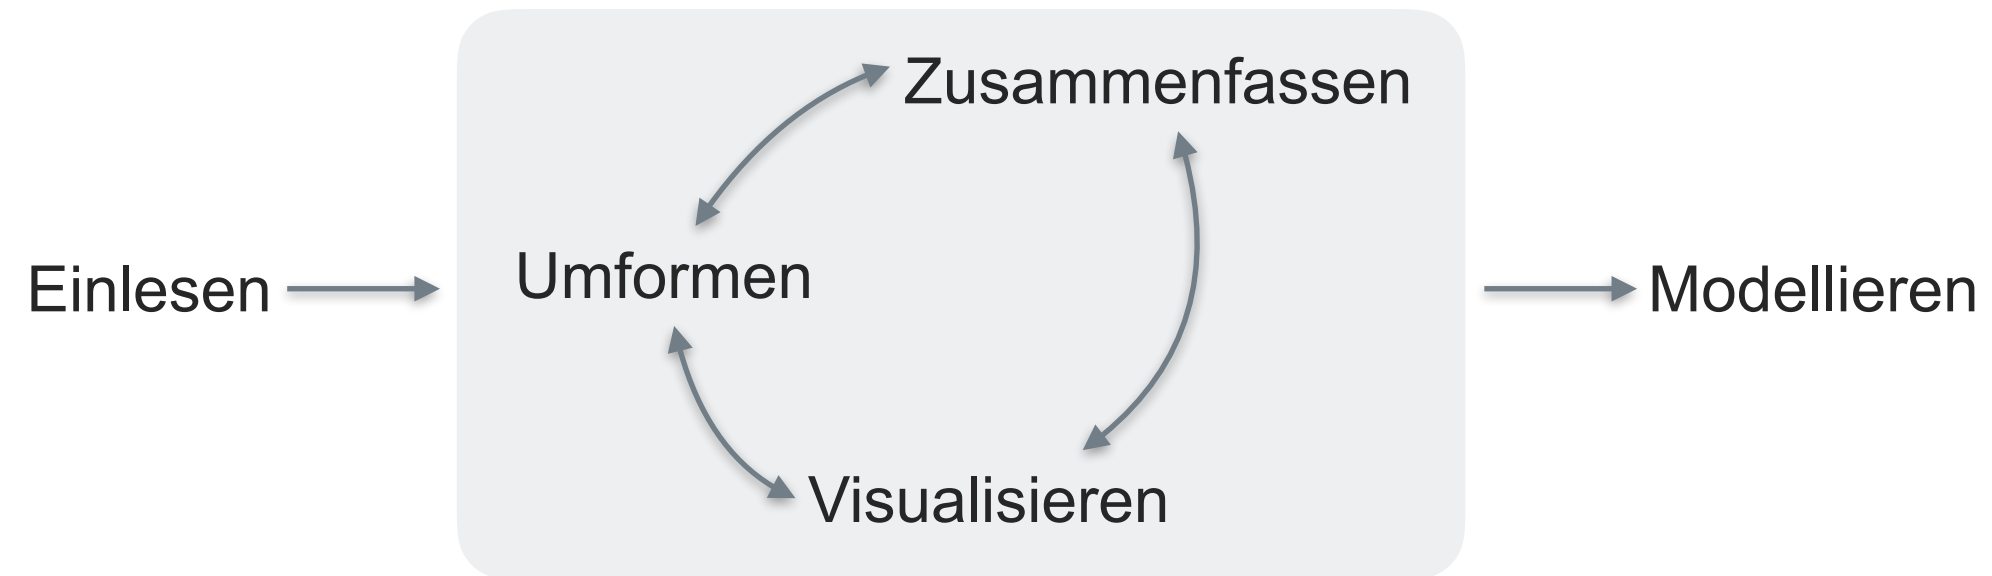 Zusammenfassen
Umformen
Einlesen
Modellieren
Visualisieren